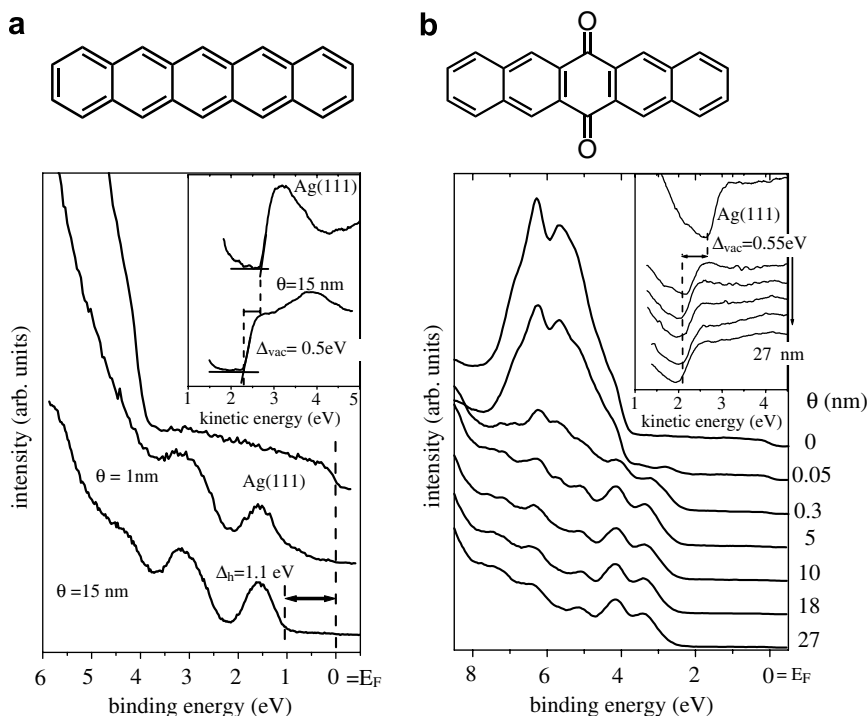 a
b
O
O
Ag(111)
θ=15 nm
Δvac= 0.5eV
1 2 3 4 5
kinetic energy (eV)
θ = 1nm
Ag(111)
Δh=1.1 eV
θ =15 nm
6 5 4 3 2 1 0 =EF
binding energy (eV)
intensity (arb. units)
Ag(111)
Δvac=0.55eV
27 nm
1 2 3 4
kinetic energy (eV)
θ (nm)
0
0.05
0.3
5
10
18
27
8 6 4 2 0= EF
binding energy (eV)
intensity (arb. units)